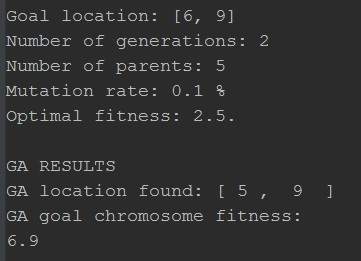 Goal location: [6, 9]
Number of generations: 2
Number of parents: 5
Mutation rate: 0.1 %
Optimal fitness: 2.5.
GA RESULTS
GA location found: [ 5 ,  9  ]
GA goal chromosome fitness:
6.9